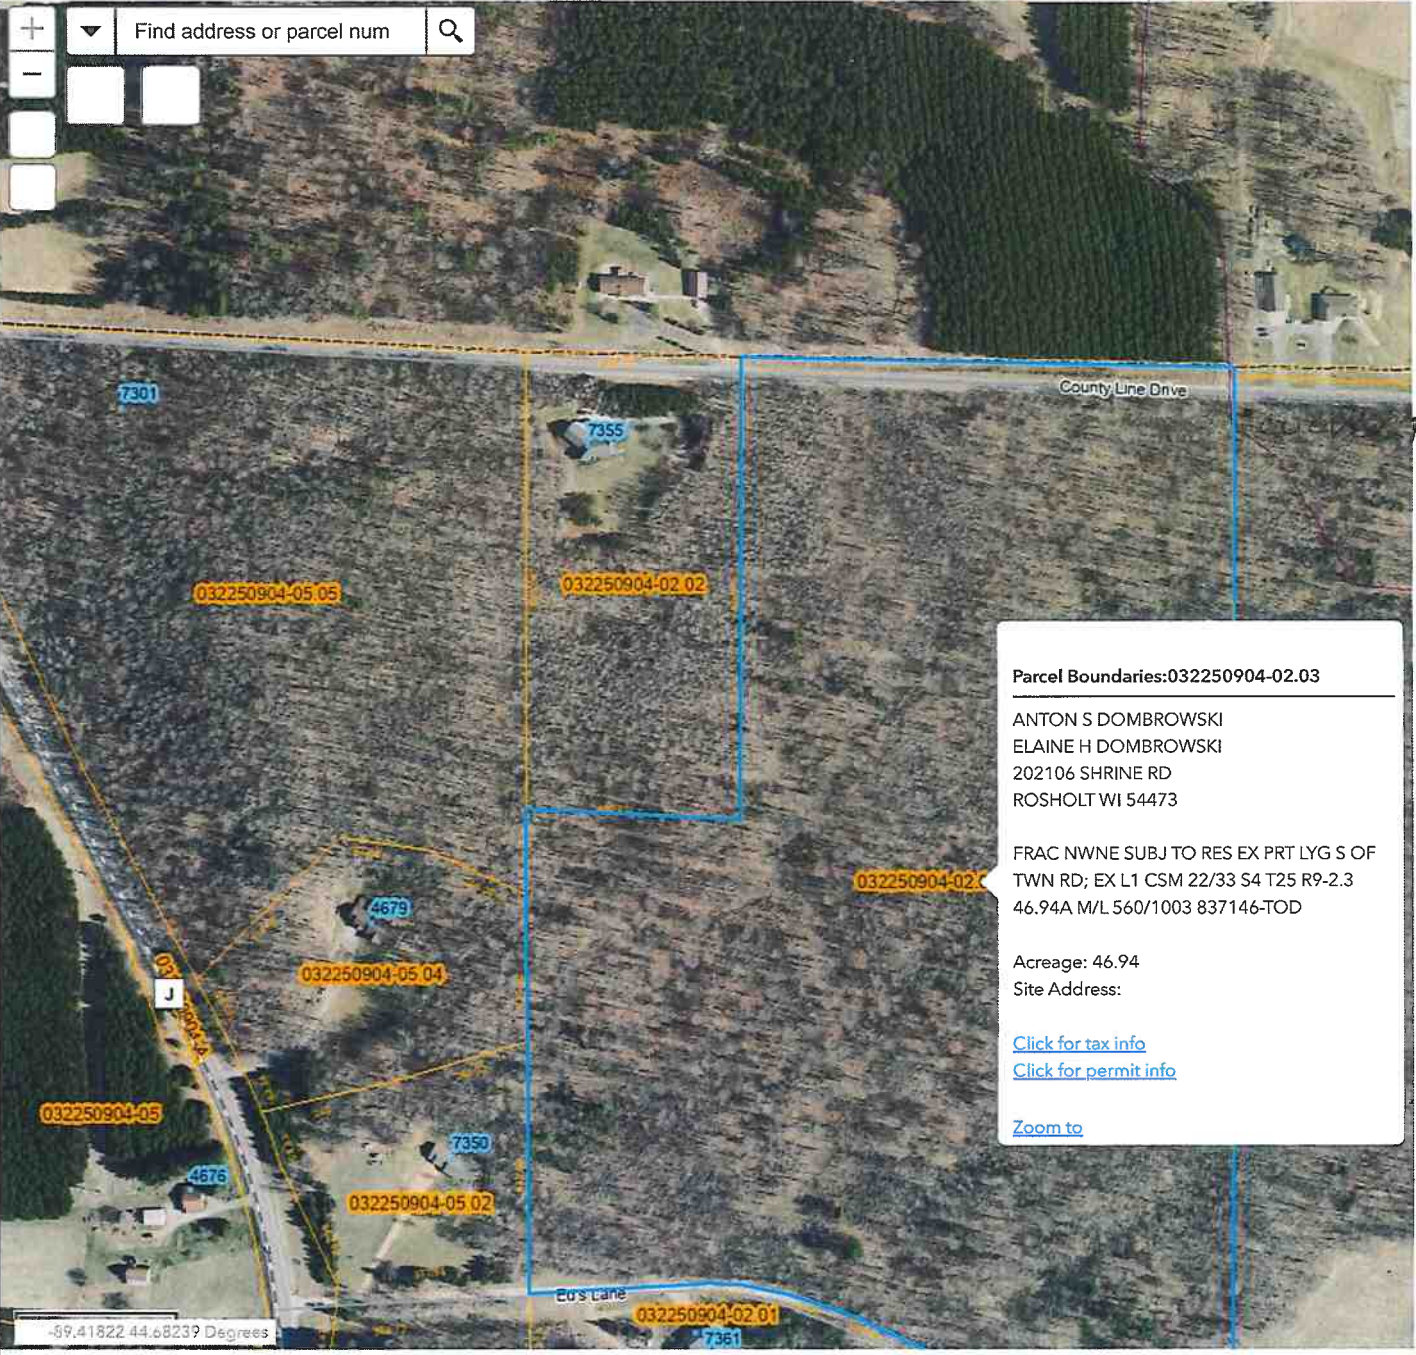 Find address or parcel num
County Line Drive
7301
7355
032250904-05.05
032250904-02.02
Parcel Boundaries:032250904-02.03
ANTON S DOMBROWSKI
ELAINE H DOMBROWSKI
202106 SHRINE RD
ROSHOLT WI 54473
FRAC NWNE SUBJ TO RES EX PRT LYG S OF
TWN RD; EX L1 CSM 22/33 S4 T25 R9-2.3
46.94A M/L 560/1003 837146-TOD
Acreage: 46.94
Site Address:
Click for tax info
Click for permit info
Zoom to
032250904-02.0
4679
032250904-05.04
J
032250904-05
7350
4676
032250904-05.02
Ed's Lane
032250904-02.01
7361
-89.41822 44.68239 Degrees